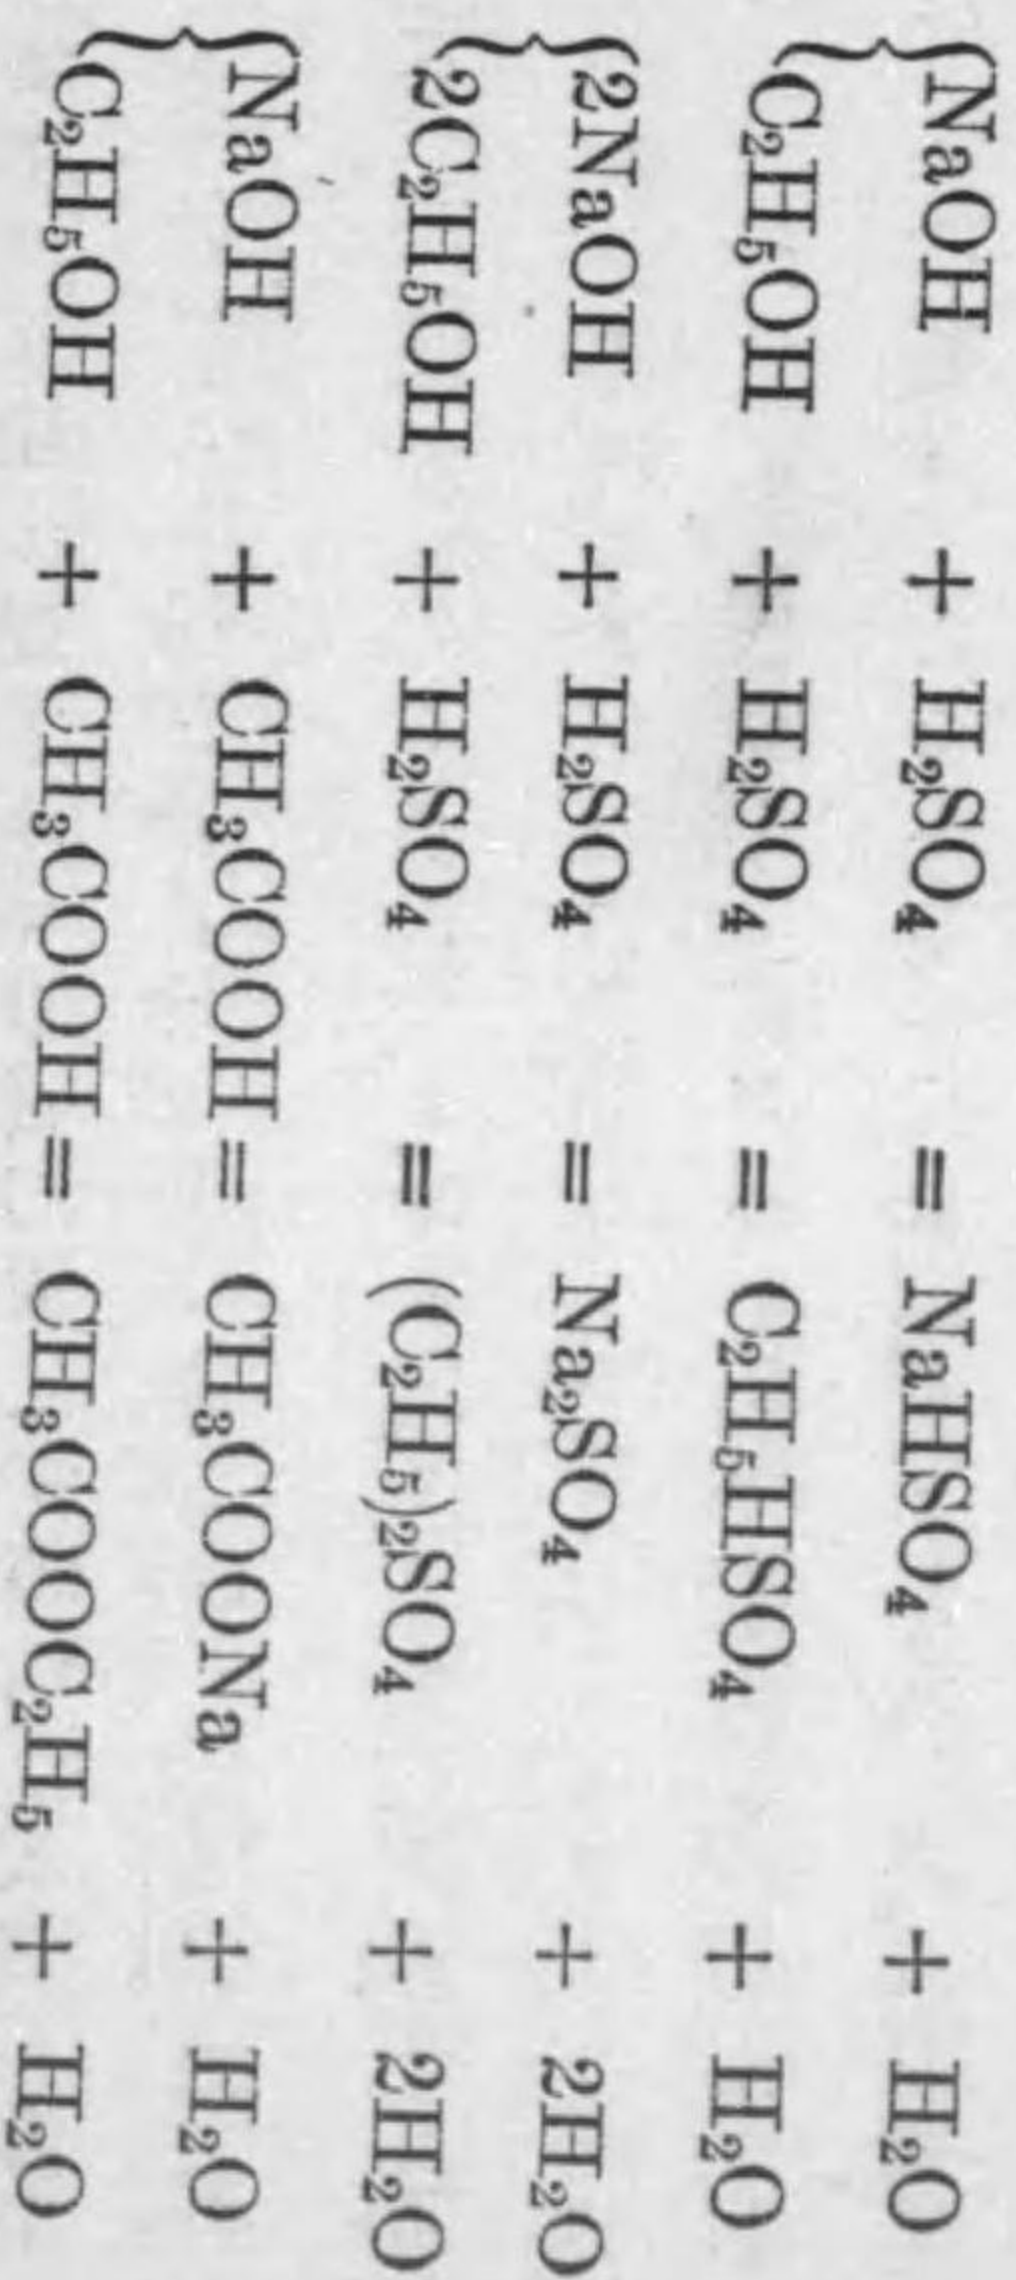 {NaOH + H₂SO₄ = NaHSO₄ + H₂O
{C₂H₅OH + H₂SO₄ = C₂H₅HSO₄ + H₂O
{2NaOH + H₂SO₄ = Na₂SO₄ + 2H₂O
{2C₂H₅OH + H₂SO₄ = (C₂H₅)₂SO₄ + 2H₂O
{NaOH + CH₃COOH = CH₃COONa + H₂O
{C₂H₅OH + CH₃COOH = CH₃COOC₂H₅ + H₂O